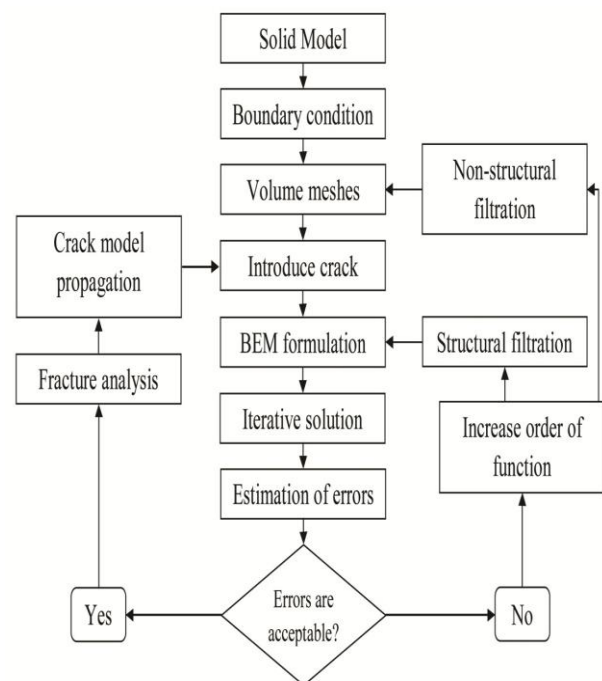 Solid Model
Boundary condition
Volume meshes
Non-structural
filtration
Crack model
propagation
Introduce crack
BEM formulation
Structural filtration
Fracture analysis
Iterative solution
Increase order of
function
Estimation of errors
Errors are
acceptable?
Yes
No